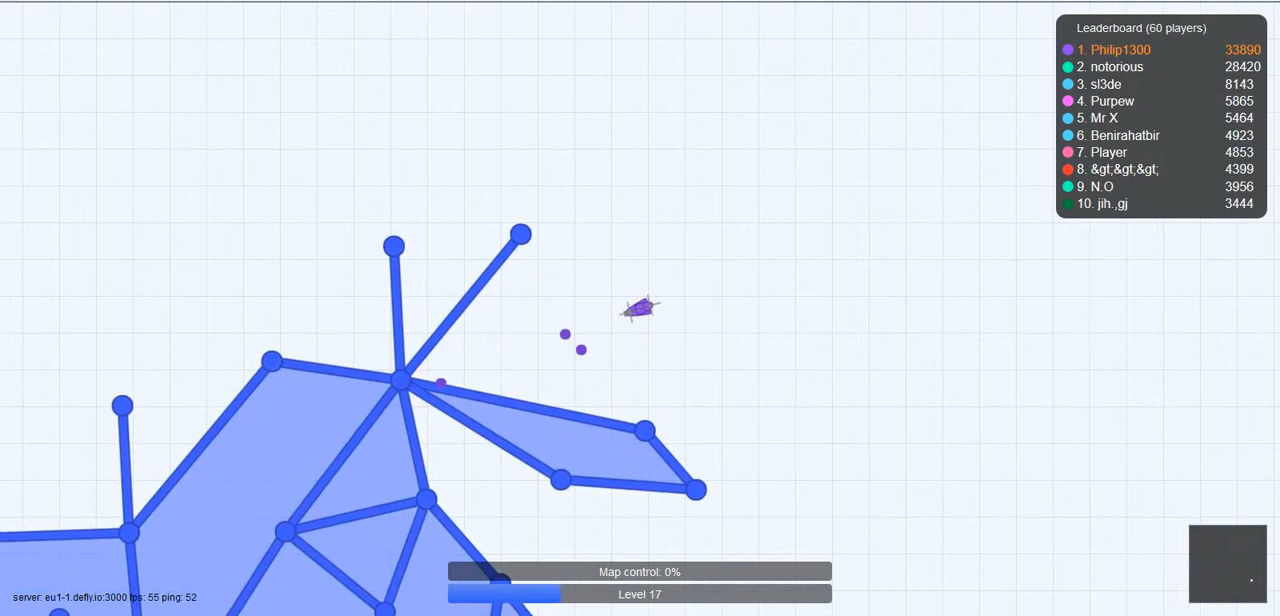 Leaderboard (60 players)
1. Philip1300 33890
2. notorious 28420
3. sl3de 8143
4. Purpew 5865
5. Mr X 5464
6. Benirahatbir 4923
7. Player 4853
8. &gt;&gt;&gt; 4399
9. N.O 3956
10. jih.,gj 3444
Map control: 0%
Level 17
server: eu1-1.defly.io:3000 fps: 55 ping: 52